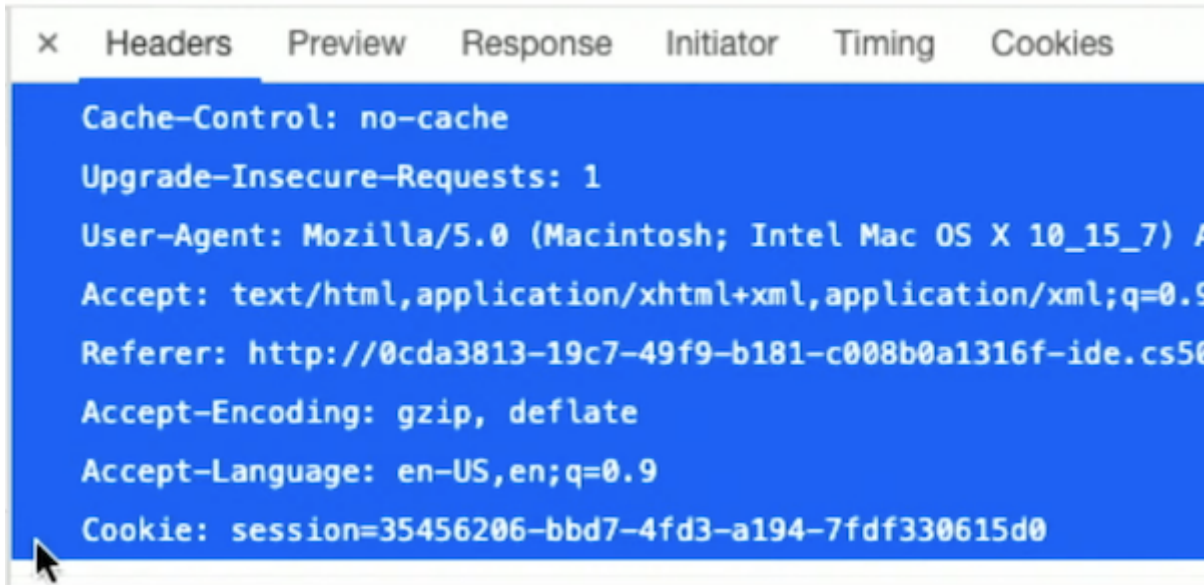 × Headers Preview Response Initiator Timing Cookies
Cache-Control: no-cache
Upgrade-Insecure-Requests: 1
User-Agent: Mozilla/5.0 (Macintosh; Intel Mac OS X 10_15_7) A
Accept: text/html,application/xhtml+xml,application/xml;q=0.9
Referer: http://0cda3813-19c7-49f9-b181-c008b0a1316f-ide.cs50
Accept-Encoding: gzip, deflate
Accept-Language: en-US,en;q=0.9
Cookie: session=35456206-bbd7-4fd3-a194-7fdf330615d0